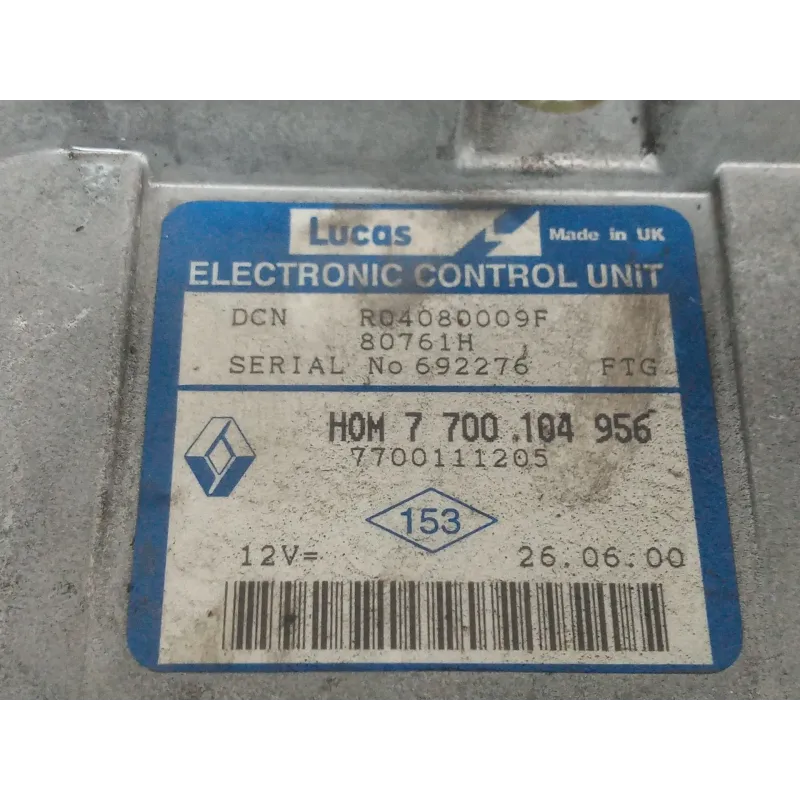 Lucas Made in UK
ELECTRONIC CONTROL UNIT
DCN R04080009F
80761H
SERIAL No 692276 FTG
HOM 7 700 104 956
7700111205
153
12V= 26.06.00